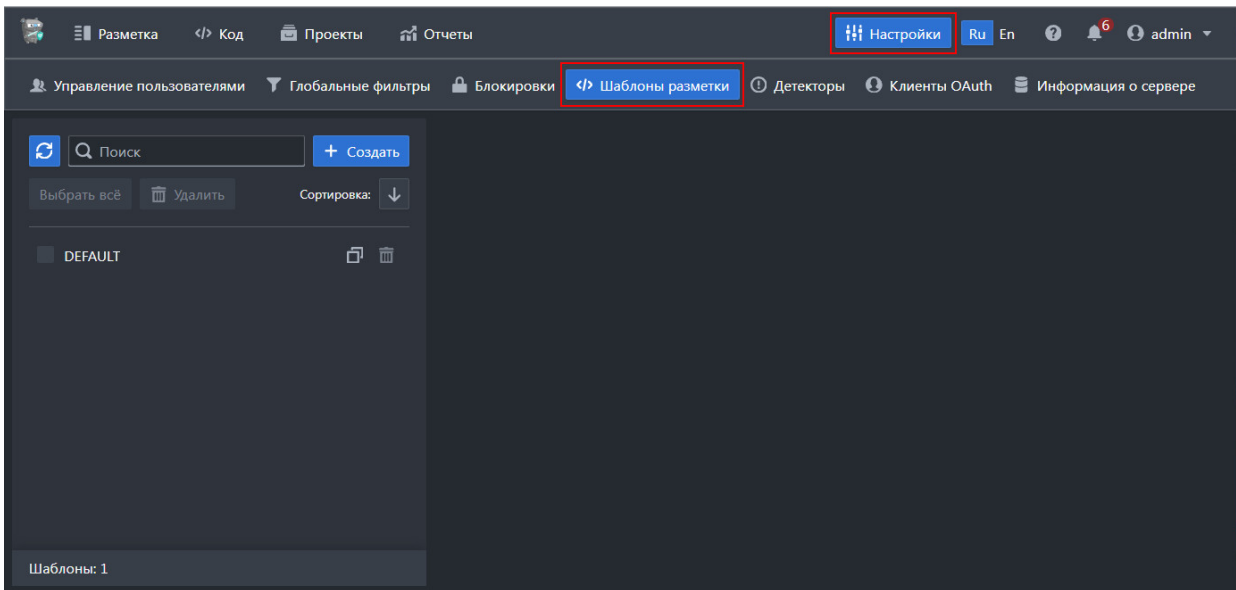 Разметка </> Код Проекты Отчеты Настройки Ru En 6 admin
Управление пользователями Глобальные фильтры Блокировки </> Шаблоны разметки Детекторы Клиенты OAuth Информация о сервере
Поиск + Создать
Выбрать всё Удалить Сортировка:
DEFAULT
Шаблоны: 1